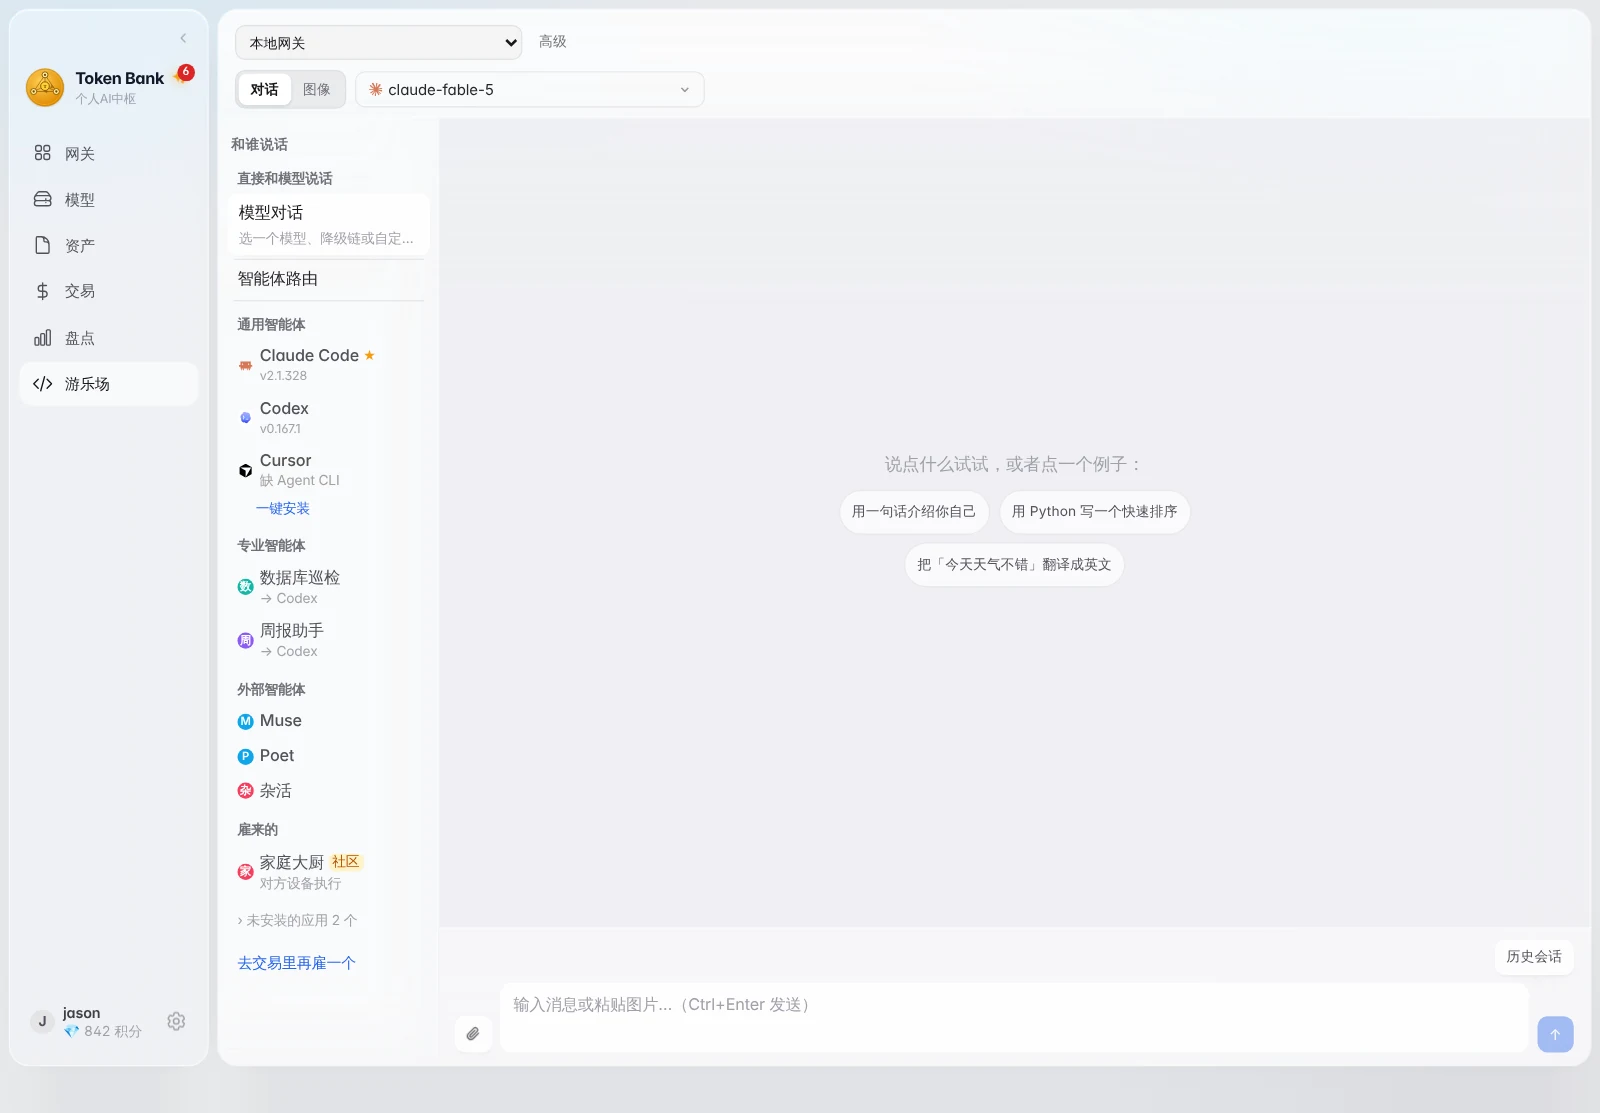 Token Bank
6
个人AI中枢
网关
模型
资产
交易
盘点
游乐场
J
jason
842 积分
本地网关
高级
对话
图像
claude-fable-5
和谁说话
直接和模型说话
模型对话
选一个模型、降级链或自定...
智能体路由
通用智能体
Claude Code
v2.1.328
Codex
v0.167.1
Cursor
缺 Agent CLI
一键安装
专业智能体
数
数据库巡检
→ Codex
周
周报助手
→ Codex
外部智能体
M
Muse
P
Poet
杂
杂活
雇来的
家
家庭大厨 社区
对方设备执行
› 未安装的应用 2 个
去交易里再雇一个
说点什么试试，或者点一个例子：
用一句话介绍你自己
用 Python 写一个快速排序
把「今天天气不错」翻译成英文
历史会话
输入消息或粘贴图片...（Ctrl+Enter 发送）